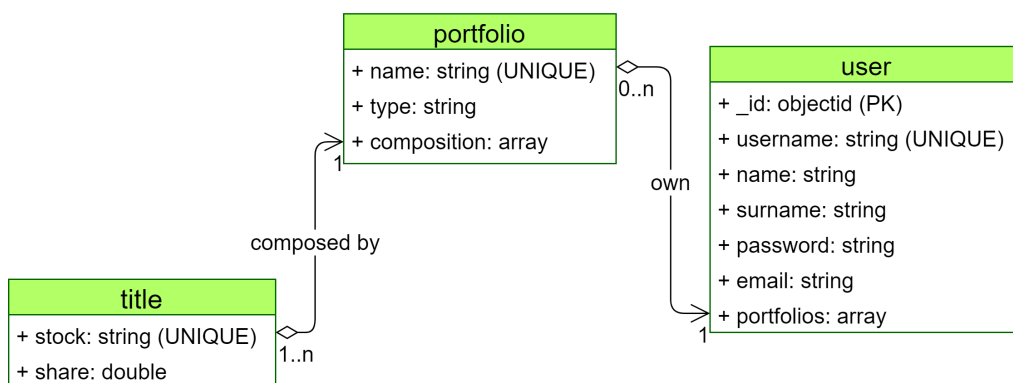 portfolio
+ name: string (UNIQUE)
+ type: string
+ composition: array
0..n
1
own
user
+ _id: objectid (PK)
+ username: string (UNIQUE)
+ name: string
+ surname: string
+ password: string
+ email: string
+ portfolios: array
1
composed by
title
+ stock: string (UNIQUE)
+ share: double
1..n